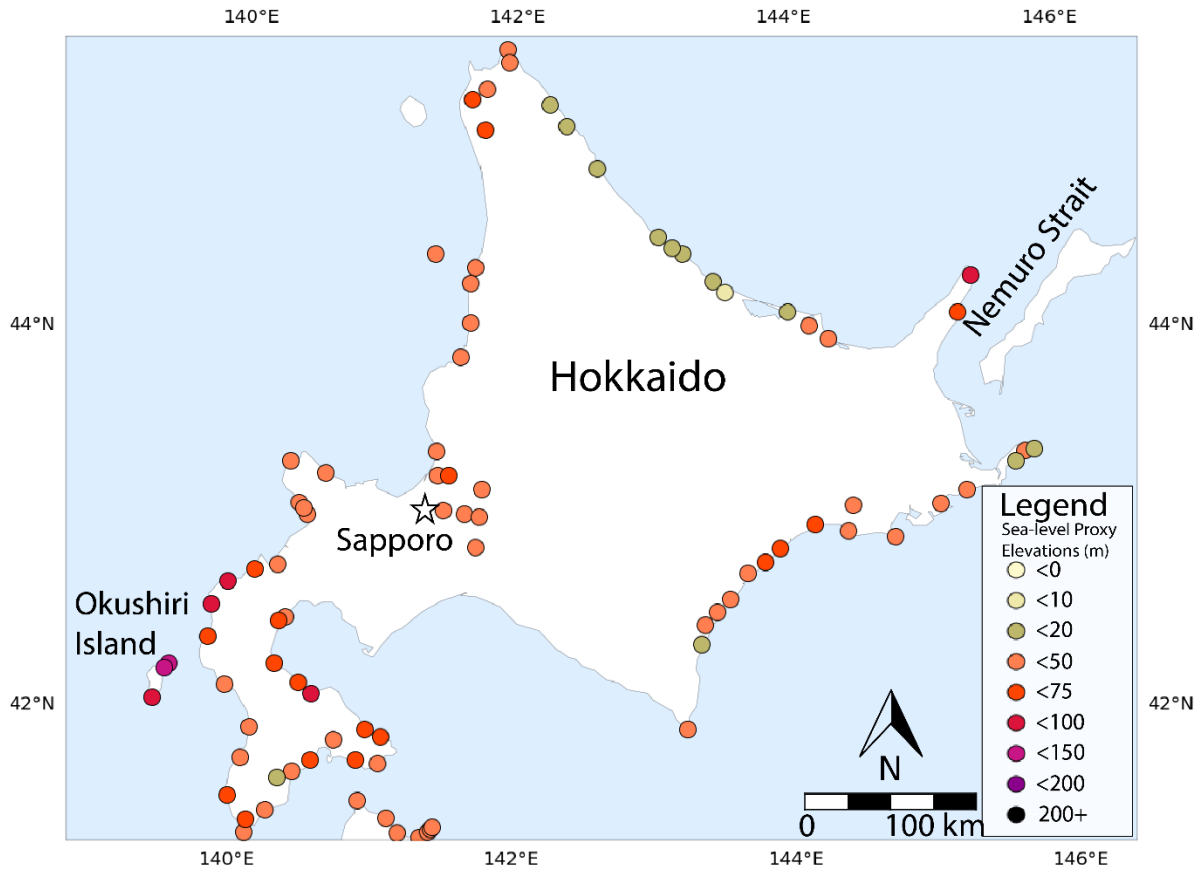 140°E 142°E 144°E 146°E
Nemuro Strait
44°N 44°N
Hokkaido
Sapporo
Okushiri
Island
42°N 42°N
N
0 100 km
Legend
Sea-level Proxy
Elevations (m)
<0
<10
<20
<50
<75
<100
<150
<200
200+
140°E 142°E 144°E 146°E